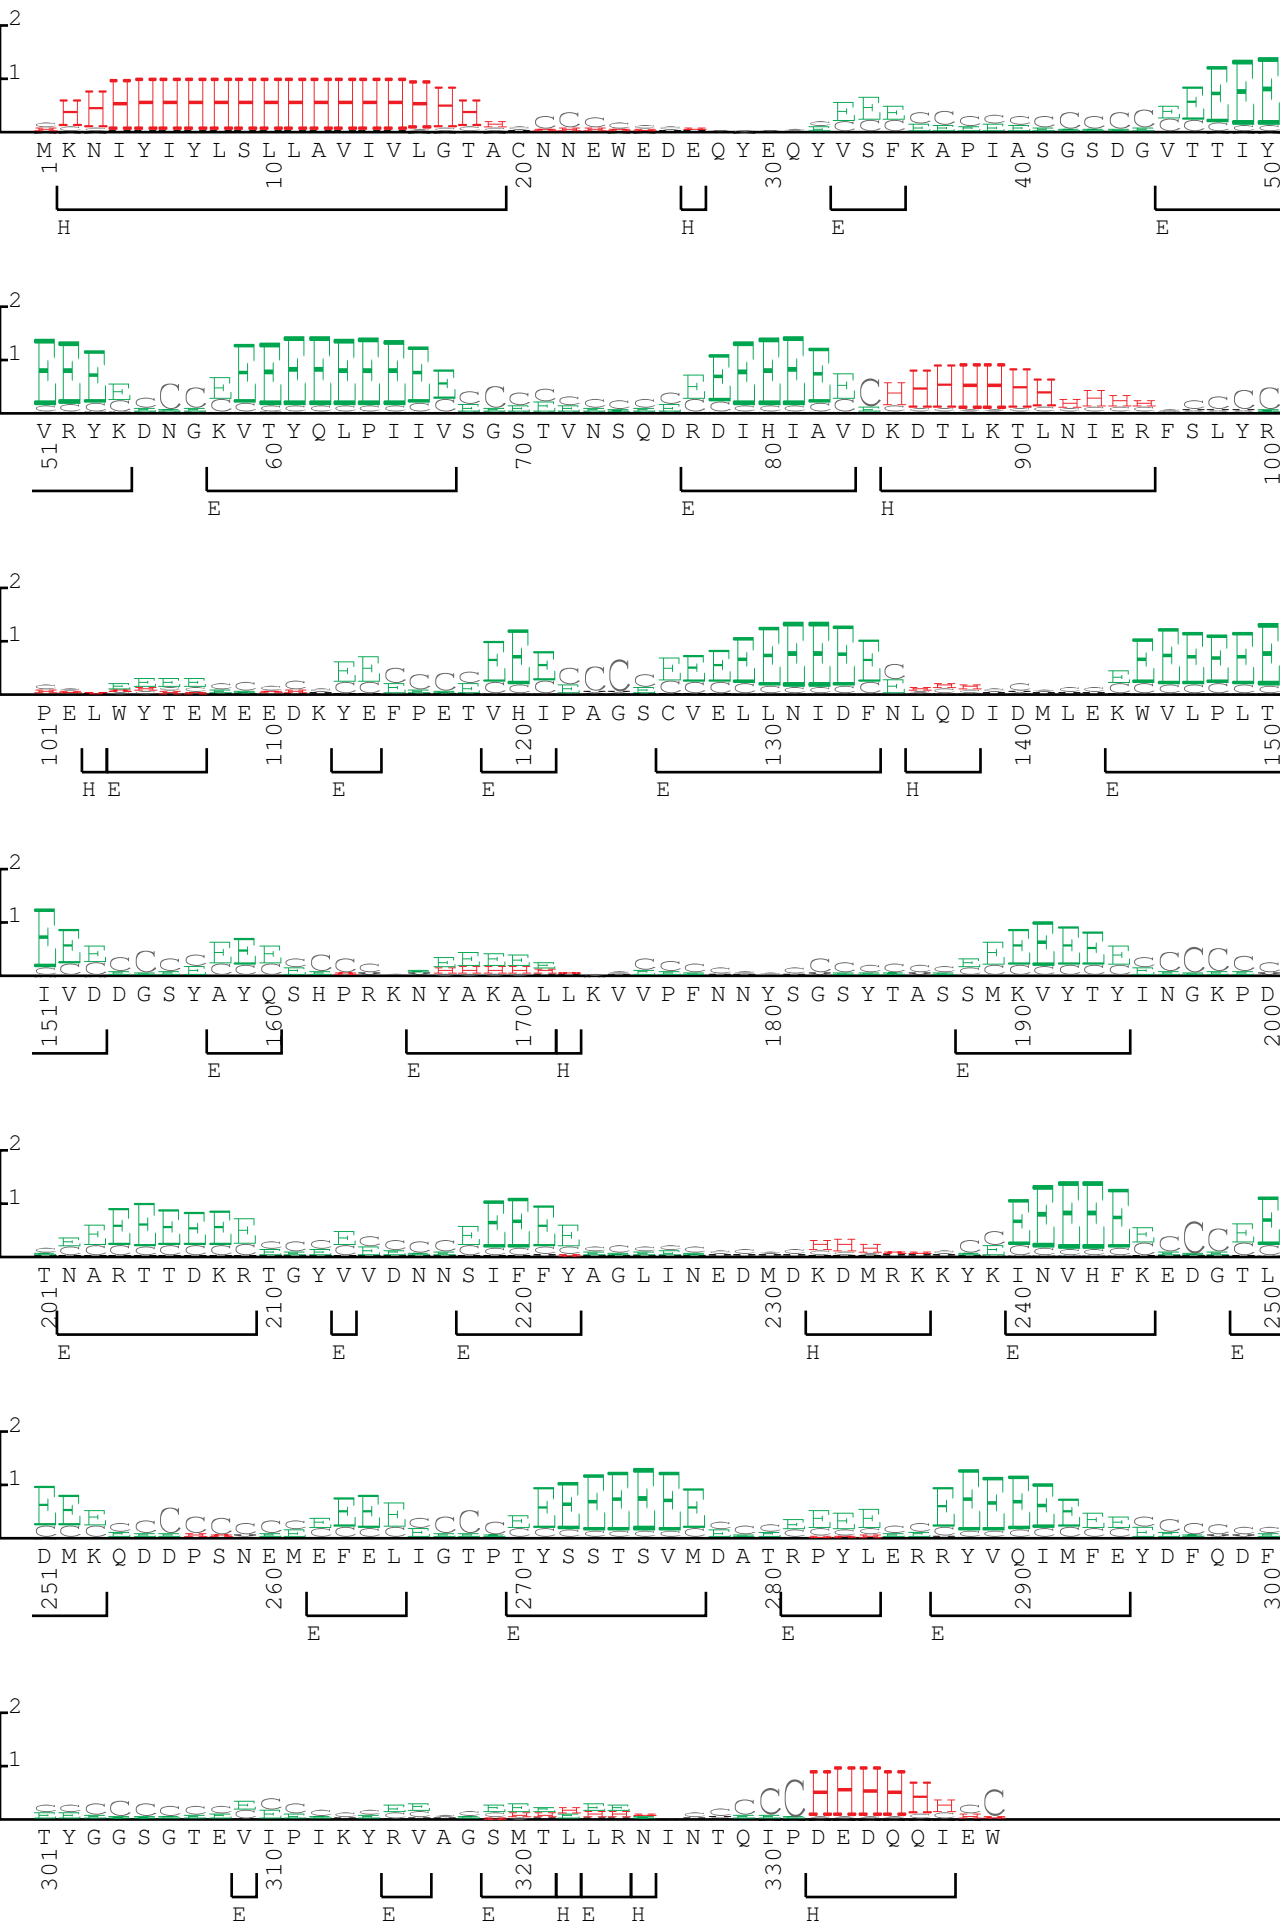 2
1
M K N I Y I Y L S L L A V I V L G T A C N N E W E D E Q Y E Q Y V S F K A P I A S G S D G V T T I Y
1 10 20 30 40 50
H H E E
2
1
V R Y K D N G K V T Y Q L P I I V S G S T V N S Q D R D I H I A V D K D T L K T L N I E R F S L Y R
51 60 70 80 90 100
E E H
2
1
P E L W Y T E M E E D K Y E F P E T V H I P A G S C V E L L N I D F N L Q D I D M L E K W V L P L T
101 110 120 130 140 150
H E E E E H E
2
1
I V D D G S Y A Y Q S H P R K N Y A K A L L K V V P F N N Y S G S Y T A S S M K V Y T Y I N G K P D
151 160 170 180 190 200
E E H E
2
1
T N A R T T D K R T G Y V V D N N S I F F Y A G L I N E D M D K D M R K K Y K I N V H F K E D G T L
201 210 220 230 240 250
E E E H E E
2
1
D M K Q D D P S N E M E F E L I G T P T Y S S T S V M D A T R P Y L E R R Y V Q I M F E Y D F Q D F
251 260 270 280 290 300
E E E E
2
1
T Y G G S G T E V I P I K Y R V A G S M T L L R N I N T Q I P D E D Q Q I E W
301 310 320 330
E E E H E H H